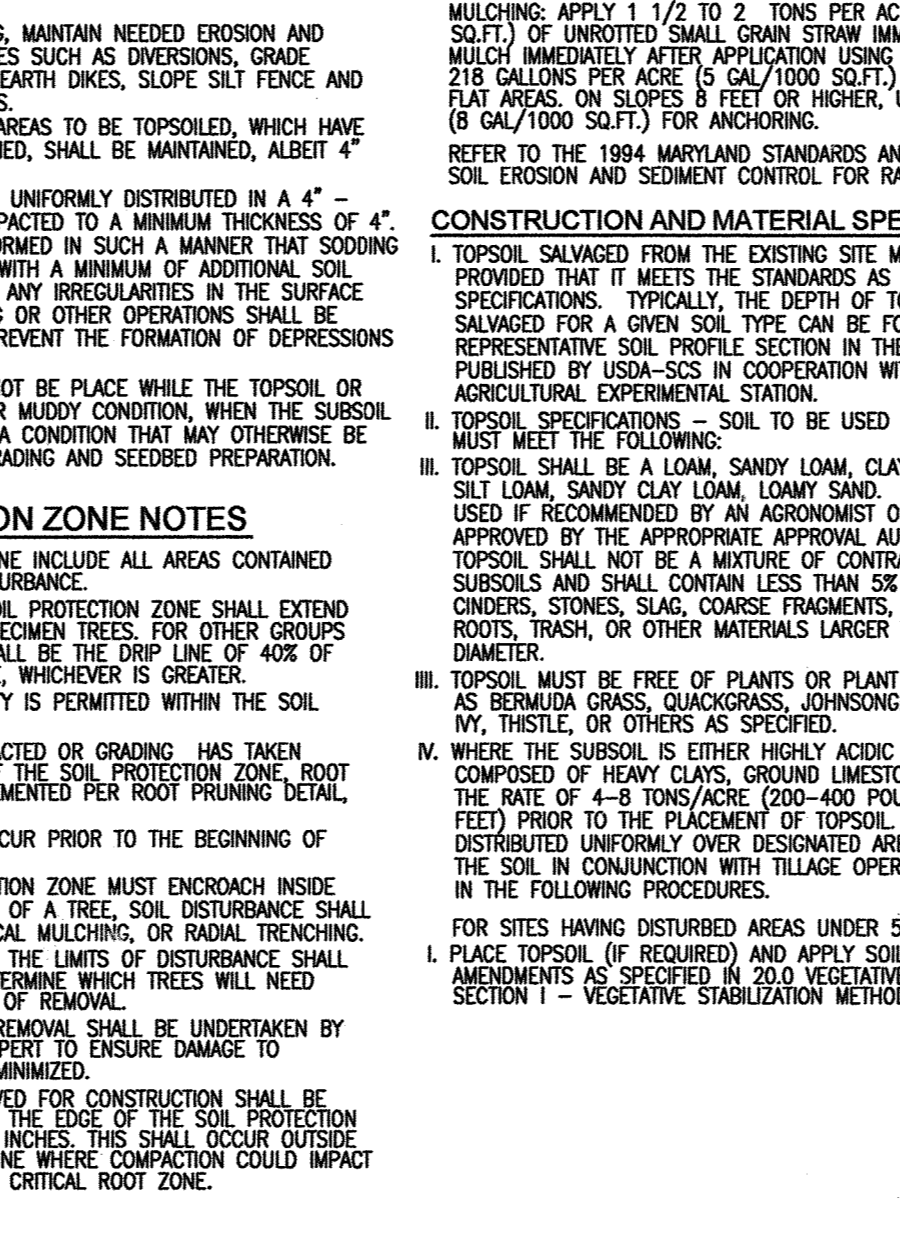 , MAINTAIN NEEDED EROSION AND
ES SUCH AS DIVERSIONS, GRADE
EARTH DIKES, SLOPE SILT FENCE AND
S.
AREAS TO BE TOPSOILED, WHICH HAVE
ED, SHALL BE MAINTAINED, ALBEIT 4"
UNIFORMLY DISTRIBUTED IN A 4" –
PACTED TO A MINIMUM THICKNESS OF 4".
ORMED IN SUCH A MANNER THAT SODDING
WITH A MINIMUM OF ADDITIONAL SOIL
ANY IRREGULARITIES IN THE SURFACE
G OR OTHER OPERATIONS SHALL BE
REVENT THE FORMATION OF DEPRESSIONS
OT BE PLACE WHILE THE TOPSOIL OR
R MUDDY CONDITION, WHEN THE SUBSOIL
A CONDITION THAT MAY OTHERWISE BE
RADING AND SEEDBED PREPARATION.
ON ZONE NOTES
NE INCLUDE ALL AREAS CONTAINED
URBANCE.
OIL PROTECTION ZONE SHALL EXTEND
PECIMEN TREES. FOR OTHER GROUPS
ALL BE THE DRIP LINE OF 40% OF
E, WHICHEVER IS GREATER.
Y IS PERMITTED WITHIN THE SOIL
ACTED OR GRADING HAS TAKEN
F THE SOIL PROTECTION ZONE, ROOT
MENTED PER ROOT PRUNING DETAIL,
CUR PRIOR TO THE BEGINNING OF
TION ZONE MUST ENCROACH INSIDE
OF A TREE, SOIL DISTURBANCE SHALL
CAL MULCHING, OR RADIAL TRENCHING.
THE LIMITS OF DISTURBANCE SHALL
ERMINE WHICH TREES WILL NEED
OF REMOVAL.
REMOVAL SHALL BE UNDERTAKEN BY
PERT TO ENSURE DAMAGE TO
MINIMIZED.
VED FOR CONSTRUCTION SHALL BE
THE EDGE OF THE SOIL PROTECTION
INCHES. THIS SHALL OCCUR OUTSIDE
NE WHERE COMPACTION COULD IMPACT
CRITICAL ROOT ZONE.
MULCHING: APPLY 1 1/2 TO 2 TONS PER AC
SQ.FT.) OF UNROTTED SMALL GRAIN STRAW IMM
MULCH IMMEDIATELY AFTER APPLICATION USING
218 GALLONS PER ACRE (5 GAL/1000 SQ.FT.)
FLAT AREAS. ON SLOPES 8 FEET OR HIGHER, U
(8 GAL/1000 SQ.FT.) FOR ANCHORING.
REFER TO THE 1994 MARYLAND STANDARDS AN
SOIL EROSION AND SEDIMENT CONTROL FOR RA
CONSTRUCTION AND MATERIAL SPE
I. TOPSOIL SALVAGED FROM THE EXISTING SITE M
PROVIDED THAT IT MEETS THE STANDARDS AS
SPECIFICATIONS. TYPICALLY, THE DEPTH OF TO
SALVAGED FOR A GIVEN SOIL TYPE CAN BE FO
REPRESENTATIVE SOIL PROFILE SECTION IN THE
PUBLISHED BY USDA–SCS IN COOPERATION WI
AGRICULTURAL EXPERIMENTAL STATION.
II. TOPSOIL SPECIFICATIONS – SOIL TO BE USED
MUST MEET THE FOLLOWING:
III. TOPSOIL SHALL BE A LOAM, SANDY LOAM, CLAY
SILT LOAM, SANDY CLAY LOAM, LOAMY SAND.
USED IF RECOMMENDED BY AN AGRONOMIST O
APPROVED BY THE APPROPRIATE APPROVAL AU
TOPSOIL SHALL NOT BE A MIXTURE OF CONTRA
SUBSOILS AND SHALL CONTAIN LESS THAN 5%
CINDERS, STONES, SLAG, COARSE FRAGMENTS,
ROOTS, TRASH, OR OTHER MATERIALS LARGER
DIAMETER.
IIII. TOPSOIL MUST BE FREE OF PLANTS OR PLANT
AS BERMUDA GRASS, QUACKGRASS, JOHNSONG
IVY, THISTLE, OR OTHERS AS SPECIFIED.
IV. WHERE THE SUBSOIL IS EITHER HIGHLY ACIDIC
COMPOSED OF HEAVY CLAYS, GROUND LIMESTO
THE RATE OF 4–8 TONS/ACRE (200–400 POU
FEET) PRIOR TO THE PLACEMENT OF TOPSOIL.
DISTRIBUTED UNIFORMLY OVER DESIGNATED ARE
THE SOIL IN CONJUNCTION WITH TILLAGE OPER
IN THE FOLLOWING PROCEDURES.
FOR SITES HAVING DISTURBED AREAS UNDER 5
I. PLACE TOPSOIL (IF REQUIRED) AND APPLY SOIL
AMENDMENTS AS SPECIFIED IN 20.0 VEGETATIVE
SECTION I – VEGETATIVE STABILIZATION METHOD